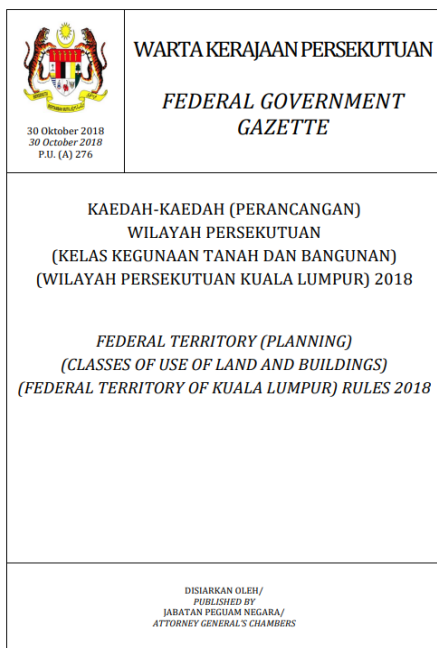 WARTA KERAJAAN PERSEKUTUAN
FEDERAL GOVERNMENT
GAZETTE
30 Oktober 2018
30 October 2018
P.U. (A) 276
KAEDAH-KAEDAH (PERANCANGAN)
WILAYAH PERSEKUTUAN
(KELAS KEGUNAAN TANAH DAN BANGUNAN)
(WILAYAH PERSEKUTUAN KUALA LUMPUR) 2018
FEDERAL TERRITORY (PLANNING)
(CLASSES OF USE OF LAND AND BUILDINGS)
(FEDERAL TERRITORY OF KUALA LUMPUR) RULES 2018
DISIARKAN OLEH/
PUBLISHED BY
JABATAN PEGUAM NEGARA/
ATTORNEY GENERAL'S CHAMBERS